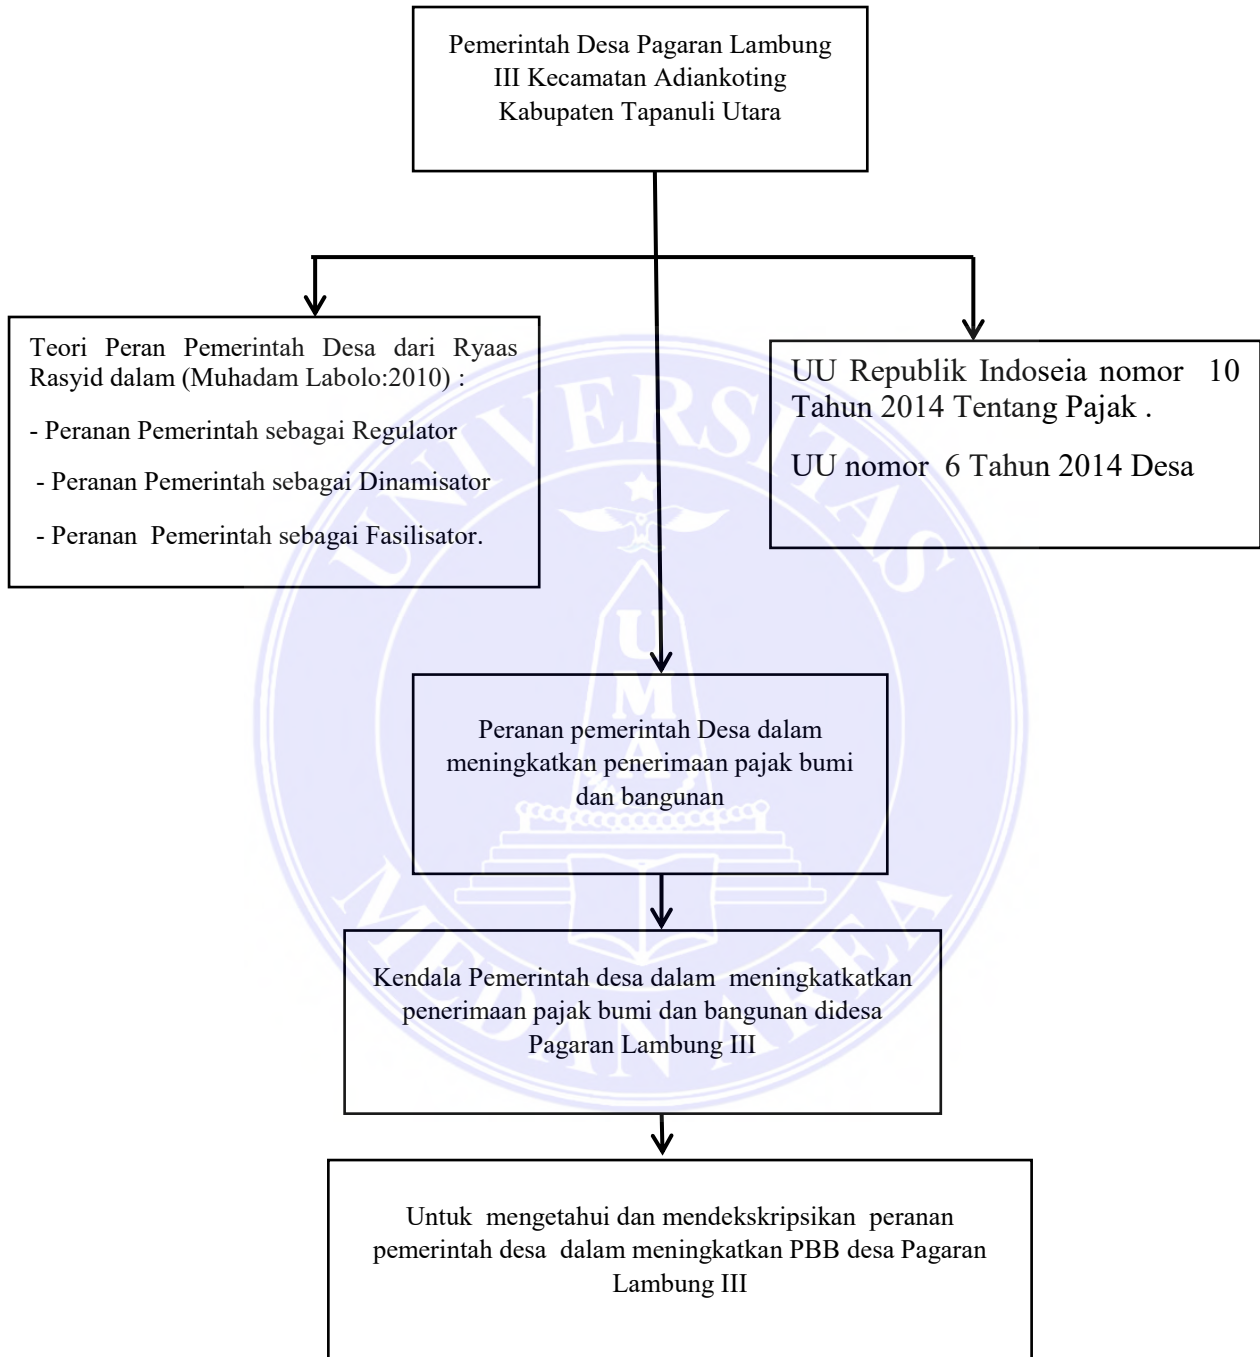 Pemerintah Desa Pagaran Lambung
III Kecamatan Adiankoting
Kabupaten Tapanuli Utara
Teori Peran Pemerintah Desa dari Ryaas
Rasyid dalam (Muhadam Labolo:2010) :
- Peranan Pemerintah sebagai Regulator
- Peranan Pemerintah sebagai Dinamisator
- Peranan Pemerintah sebagai Fasilisator.
UU Republik Indoseia nomor 10
Tahun 2014 Tentang Pajak .
UU nomor 6 Tahun 2014 Desa
UNIVERSITAS
UMA
Peranan pemerintah Desa dalam
meningkatkan penerimaan pajak bumi
dan bangunan
Kendala Pemerintah desa dalam meningkatkatkan
penerimaan pajak bumi dan bangunan didesa
Pagaran Lambung III
MEDAN AREA
Untuk mengetahui dan mendekskripsikan peranan
pemerintah desa dalam meningkatkan PBB desa Pagaran
Lambung III